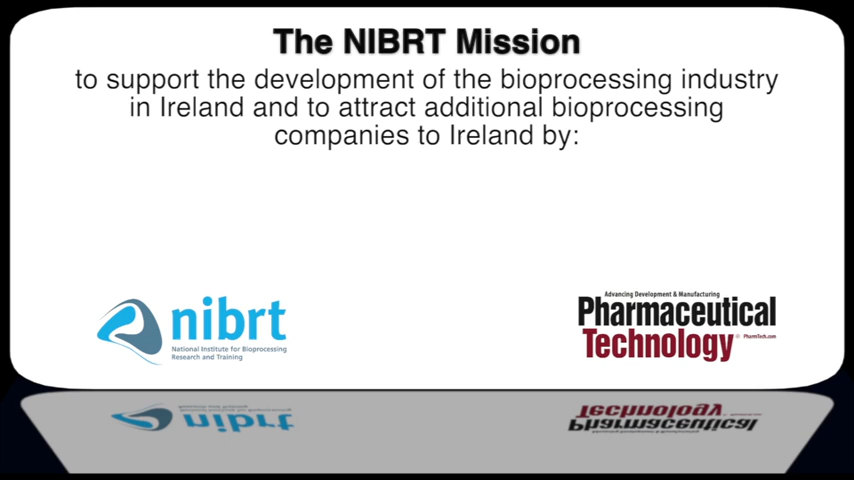 The NIBRT Mission
to support the development of the bioprocessing industry
in Ireland and to attract additional bioprocessing
companies to Ireland by:
nibrt
National Institute for Bioprocessing
Research and Training
Advancing Development & Manufacturing
Pharmaceutical
Technology
PharmTech.com